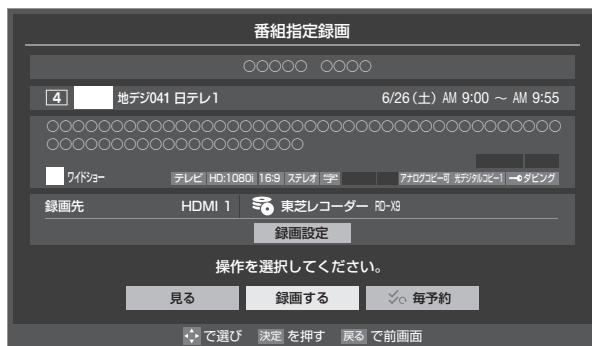 番組指定録画
○○○○○ ○○○○
4 地デジ041 日テレ1 6/26(土) AM 9:00 ~ AM 9:55
○○○○○○○○○○○○○○○○○○○○○○○○○○○○○○
○○○○○○○○○○○○○○○
ワイドショー テレビ HD:1080i 16:9 ステレオ 字 アナログコピー可 光デジタルコピー1 ダビング
録画先 HDMI 1 東芝レコーダー RD-X9
録画設定
操作を選択してください。
見る 録画する 毎予約
で選び 決定 を押す 戻る で前画面